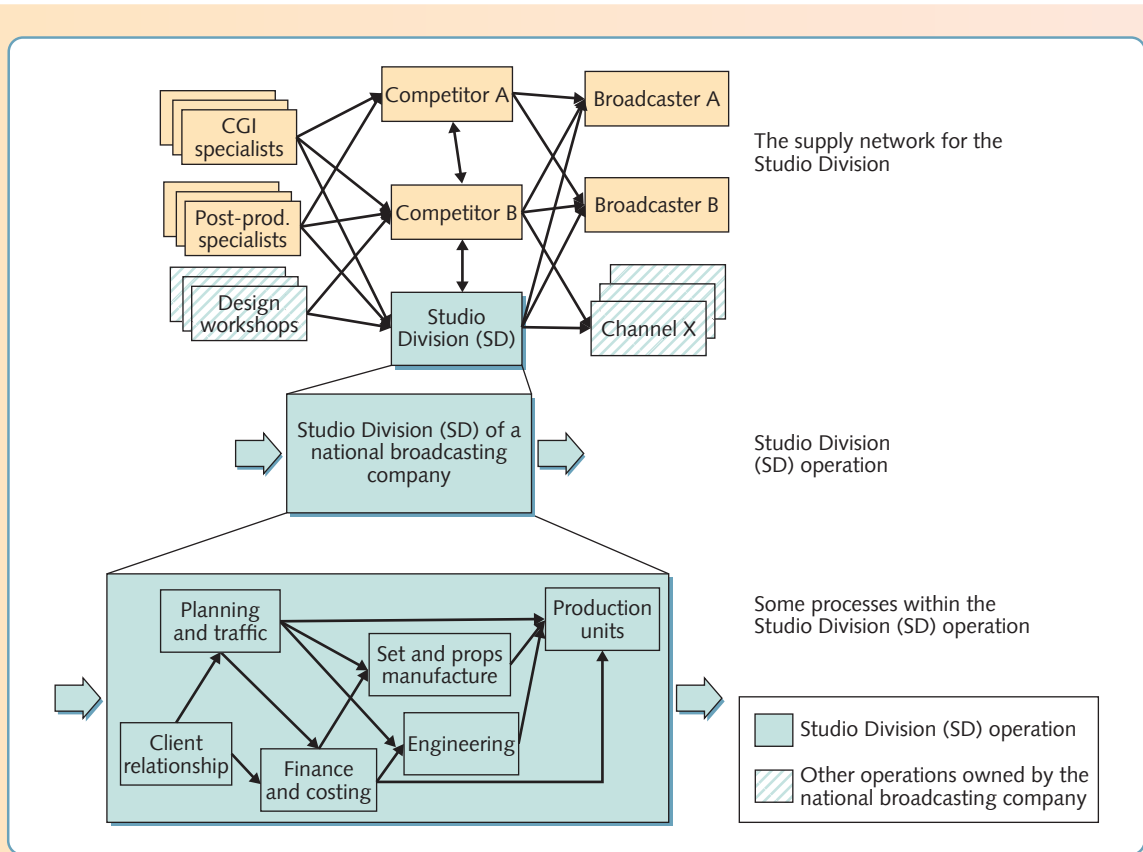 Competitor A
Broadcaster A
CGI
specialists
The supply network for the
Studio Division
Competitor B
Broadcaster B
Post-prod.
specialists
Design
workshops
Studio
Division (SD)
Channel X
Studio Division (SD) of a
national broadcasting
company
Studio Division
(SD) operation
Planning
and traffic
Production
units
Some processes within the
Studio Division (SD) operation
Set and props
manufacture
Client
relationship
Engineering
Finance
and costing
Studio Division (SD) operation
Other operations owned by the
national broadcasting company